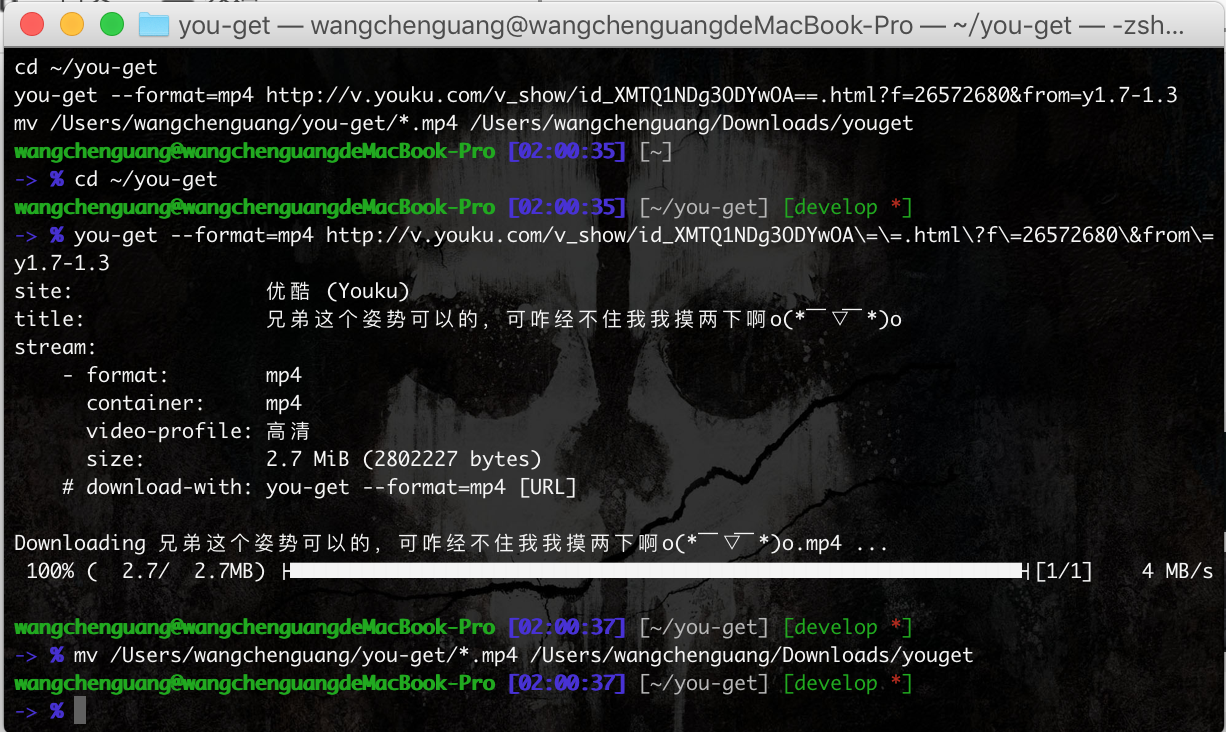 you-get — wangchenguang@wangchenguangdeMacBook-Pro — ~/you-get — -zsh...
cd ~/you-get
you-get --format=mp4 http://v.youku.com/v_show/id_XMTQ1NDg3ODYwOA==.html?f=26572680&from=y1.7-1.3
mv /Users/wangchenguang/you-get/*.mp4 /Users/wangchenguang/Downloads/youget
wangchenguang@wangchenguangdeMacBook-Pro [02:00:35] [~]
-> % cd ~/you-get
wangchenguang@wangchenguangdeMacBook-Pro [02:00:35] [~/you-get] [develop *]
-> % you-get --format=mp4 http://v.youku.com/v_show/id_XMTQ1NDg3ODYwOA\=\=.html\?f\=26572680\&from\=
y1.7-1.3
site:                优酷 (Youku)
title:               兄弟这个姿势可以的，可咋经不住我我摸两下啊o(*￣▽￣*)o
stream:
    - format:        mp4
      container:     mp4
      video-profile: 高清
      size:          2.7 MiB (2802227 bytes)
    # download-with: you-get --format=mp4 [URL]
Downloading 兄弟这个姿势可以的，可咋经不住我我摸两下啊o(*￣▽￣*)o.mp4 ...
 100% (  2.7/  2.7MB) [1/1]    4 MB/s
wangchenguang@wangchenguangdeMacBook-Pro [02:00:37] [~/you-get] [develop *]
-> % mv /Users/wangchenguang/you-get/*.mp4 /Users/wangchenguang/Downloads/youget
wangchenguang@wangchenguangdeMacBook-Pro [02:00:37] [~/you-get] [develop *]
-> %